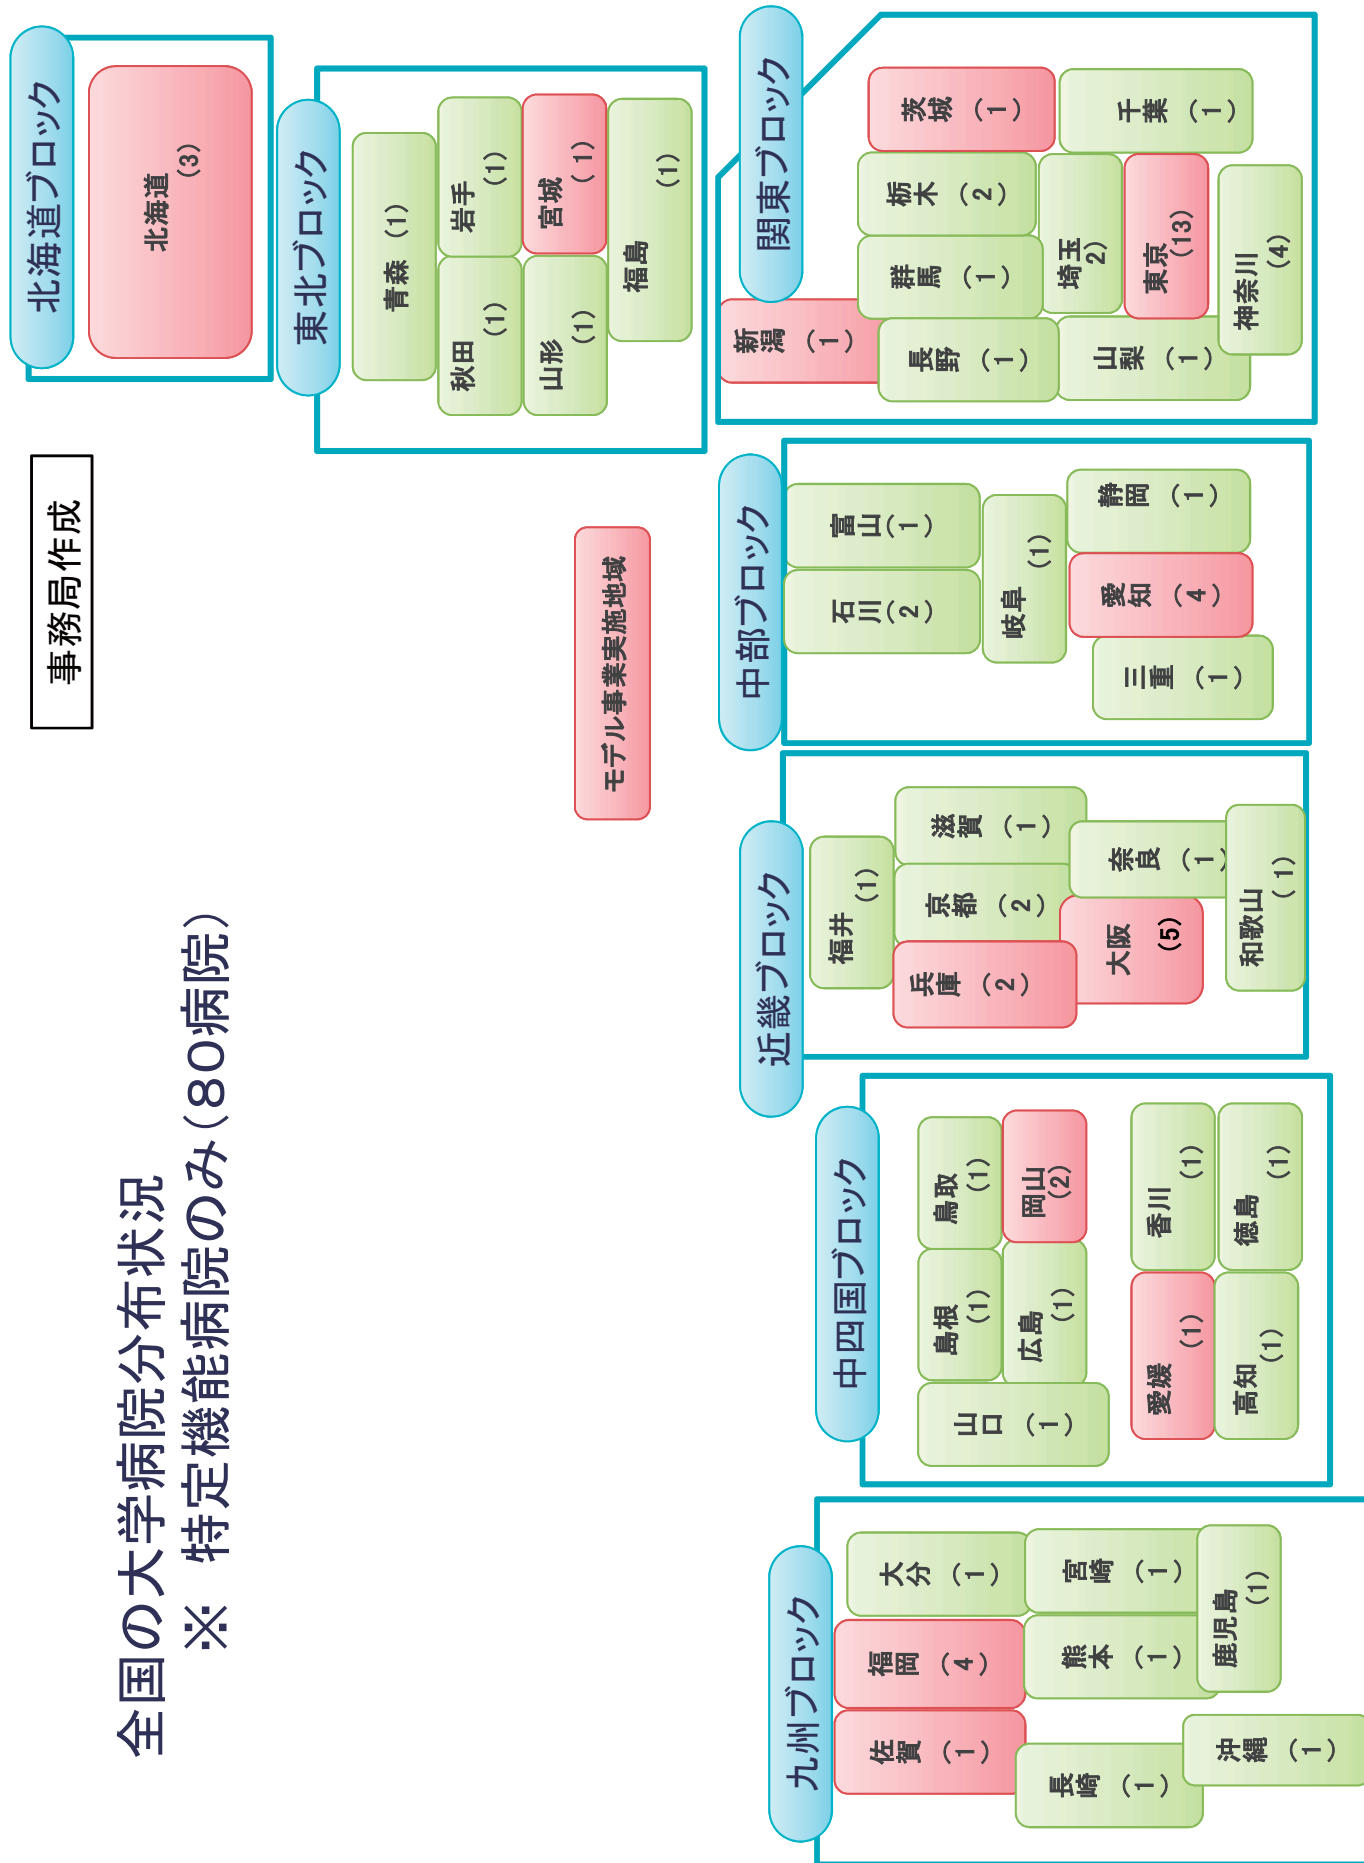 全国の大学病院分布状況
※ 特定機能病院のみ(80病院)
事務局作成
モデル事業実施地域
北海道ブロック
北海道
(3)
東北ブロック
青森 (1)
秋田 (1)
岩手 (1)
山形 (1)
宮城 (1)
福島 (1)
関東ブロック
新潟 (1)
長野 (1)
群馬 (1)
栃木 (2)
茨城 (1)
埼玉 2)
千葉 (1)
東京 (13)
山梨 (1)
神奈川 (4)
中部ブロック
石川(2)
富山(1)
岐阜 (1)
三重 (1)
愛知 (4)
静岡 (1)
近畿ブロック
福井 (1)
兵庫 (2)
京都 (2)
滋賀 (1)
大阪 (5)
奈良 (1)
和歌山 (1)
中四国ブロック
山口 (1)
島根 (1)
鳥取 (1)
広島 (1)
岡山 (2)
愛媛 (1)
香川 (1)
高知 (1)
徳島 (1)
九州ブロック
佐賀 (1)
福岡 (4)
大分 (1)
長崎 (1)
熊本 (1)
宮崎 (1)
鹿児島 (1)
沖縄 (1)